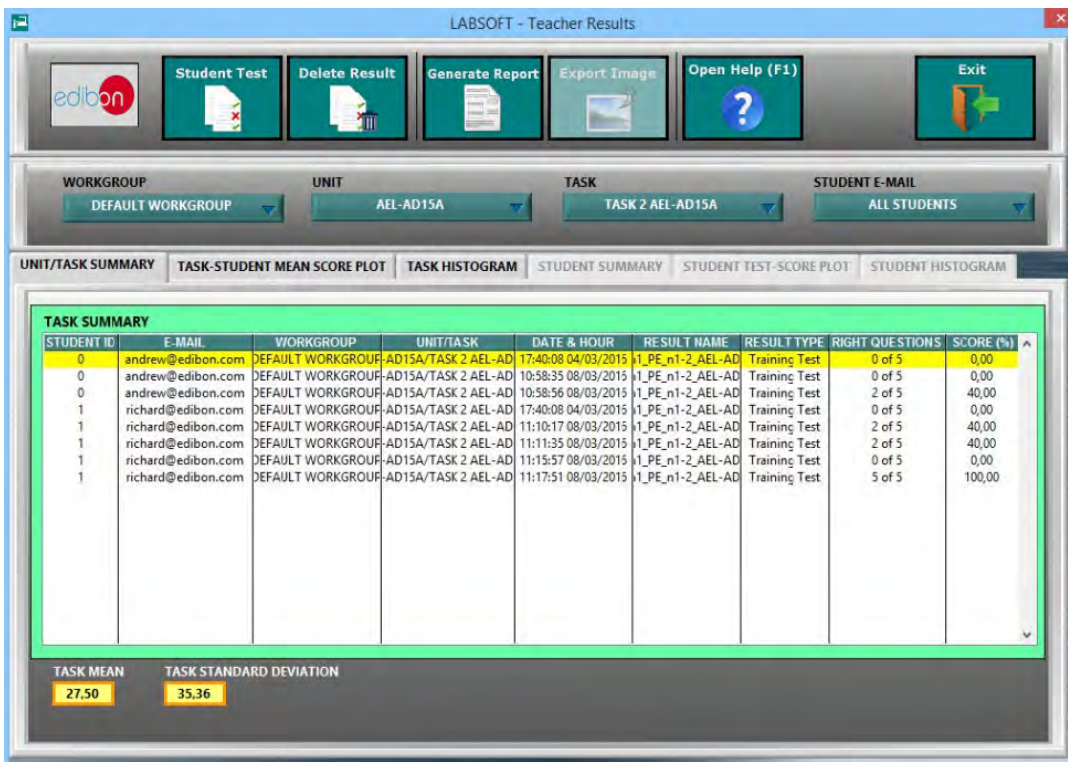 LABSOFT - Teacher Results
edibon
Student Test
Delete Result
Generate Report
Export Image
Open Help (F1)
Exit
WORKGROUP UNIT TASK STUDENT E-MAIL
DEFAULT WORKGROUP AEL-AD15A TASK 2 AEL-AD15A ALL STUDENTS
UNIT/TASK SUMMARY TASK-STUDENT MEAN SCORE PLOT TASK HISTOGRAM STUDENT SUMMARY STUDENT TEST-SCORE PLOT STUDENT HISTOGRAM
TASK SUMMARY
STUDENT ID E-MAIL WORKGROUP UNIT/TASK DATE & HOUR RESULT NAME RESULT TYPE RIGHT QUESTIONS SCORE (%)
0 andrew@edibon.com DEFAULT WORKGROUP -AD15A/TASK 2 AEL-AD 17:40:08 04/03/2015 a1_PE_n1-2_AEL-AD Training Test 0 of 5 0,00
0 andrew@edibon.com DEFAULT WORKGROUP -AD15A/TASK 2 AEL-AD 10:58:35 08/03/2015 a1_PE_n1-2_AEL-AD Training Test 0 of 5 0,00
0 andrew@edibon.com DEFAULT WORKGROUP -AD15A/TASK 2 AEL-AD 10:58:56 08/03/2015 a1_PE_n1-2_AEL-AD Training Test 2 of 5 40,00
1 richard@edibon.com DEFAULT WORKGROUP -AD15A/TASK 2 AEL-AD 17:40:08 04/03/2015 a1_PE_n1-2_AEL-AD Training Test 0 of 5 0,00
1 richard@edibon.com DEFAULT WORKGROUP -AD15A/TASK 2 AEL-AD 11:10:17 08/03/2015 a1_PE_n1-2_AEL-AD Training Test 2 of 5 40,00
1 richard@edibon.com DEFAULT WORKGROUP -AD15A/TASK 2 AEL-AD 11:11:35 08/03/2015 a1_PE_n1-2_AEL-AD Training Test 2 of 5 40,00
1 richard@edibon.com DEFAULT WORKGROUP -AD15A/TASK 2 AEL-AD 11:15:57 08/03/2015 a1_PE_n1-2_AEL-AD Training Test 0 of 5 0,00
1 richard@edibon.com DEFAULT WORKGROUP -AD15A/TASK 2 AEL-AD 11:17:51 08/03/2015 a1_PE_n1-2_AEL-AD Training Test 5 of 5 100,00
TASK MEAN TASK STANDARD DEVIATION
27,50 35,36